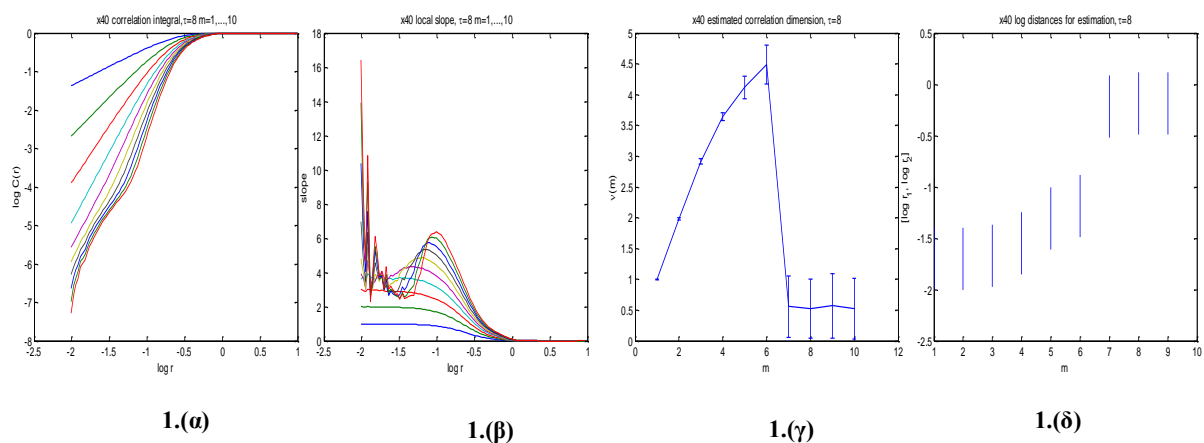 x40 correlation integral,τ=8 m=1,...,10
log C(r)
0
-1
-2
-3
-4
-5
-6
-7
-8
-2.5 -2 -1.5 -1 -0.5 0 0.5 1
log r
1.(α)
x40 local slope, τ=8 m=1,...,10
slope
18
16
14
12
10
8
6
4
2
0
-2.5 -2 -1.5 -1 -0.5 0 0.5 1
log r
1.(β)
x40 estimated correlation dimension, τ=8
v(m)
5
4.5
4
3.5
3
2.5
2
1.5
1
0.5
0
0 2 4 6 8 10 12
m
1.(γ)
x40 log distances for estimation, τ=8
[log r1, log r2]
0.5
0
-0.5
-1
-1.5
-2
-2.5
1 2 3 4 5 6 7 8 9 10
m
1.(δ)